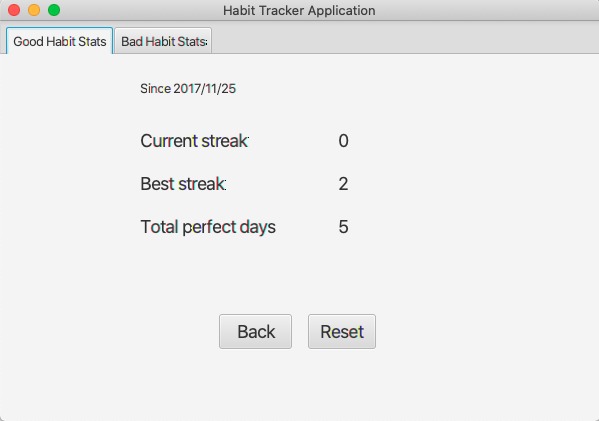 Habit Tracker Application
Good Habit Stats Bad Habit Stats:
Since 2017/11/25
Current streak: 0
Best streak: 2
Total perfect days 5
Back Reset